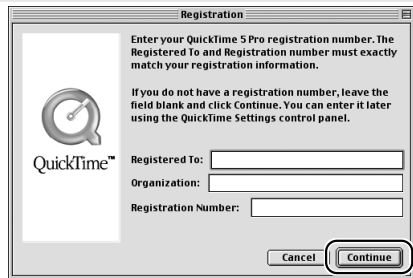 Registration
Enter your QuickTime 5 Pro registration number. The
Registered To and Registration number must exactly
match your registration information.
If you do not have a registration number, leave the
field blank and click Continue. You can enter it later
using the QuickTime Settings control panel.
QuickTime™
Registered To:
Organization:
Registration Number:
Cancel
Continue